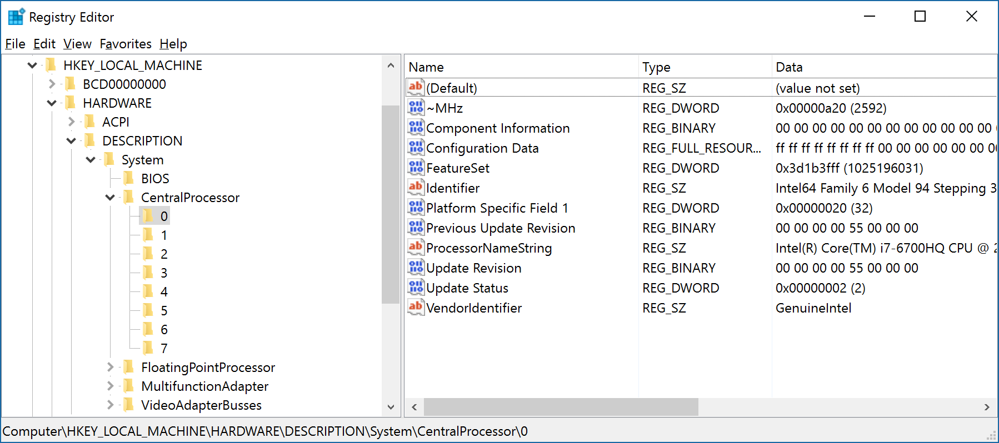 Registry Editor
File Edit View Favorites Help
HKEY_LOCAL_MACHINE
BCD00000000
HARDWARE
ACPI
DESCRIPTION
System
BIOS
CentralProcessor
0
1
2
3
4
5
6
7
FloatingPointProcessor
MultifunctionAdapter
VideoAdapterBusses
Name Type Data
(Default) REG_SZ (value not set)
~MHz REG_DWORD 0x00000a20 (2592)
Component Information REG_BINARY 00 00 00 00 00 00 00 00 00 00 00 00
Configuration Data REG_FULL_RESOUR... ff ff ff ff ff ff ff ff 00 00 00 00 00 00
FeatureSet REG_DWORD 0x3d1b3fff (1025196031)
Identifier REG_SZ Intel64 Family 6 Model 94 Stepping 3
Platform Specific Field 1 REG_DWORD 0x00000020 (32)
Previous Update Revision REG_BINARY 00 00 00 00 55 00 00 00
ProcessorNameString REG_SZ Intel(R) Core(TM) i7-6700HQ CPU @ 2
Update Revision REG_BINARY 00 00 00 00 55 00 00 00
Update Status REG_DWORD 0x00000002 (2)
VendorIdentifier REG_SZ GenuineIntel
Computer\HKEY_LOCAL_MACHINE\HARDWARE\DESCRIPTION\System\CentralProcessor\0